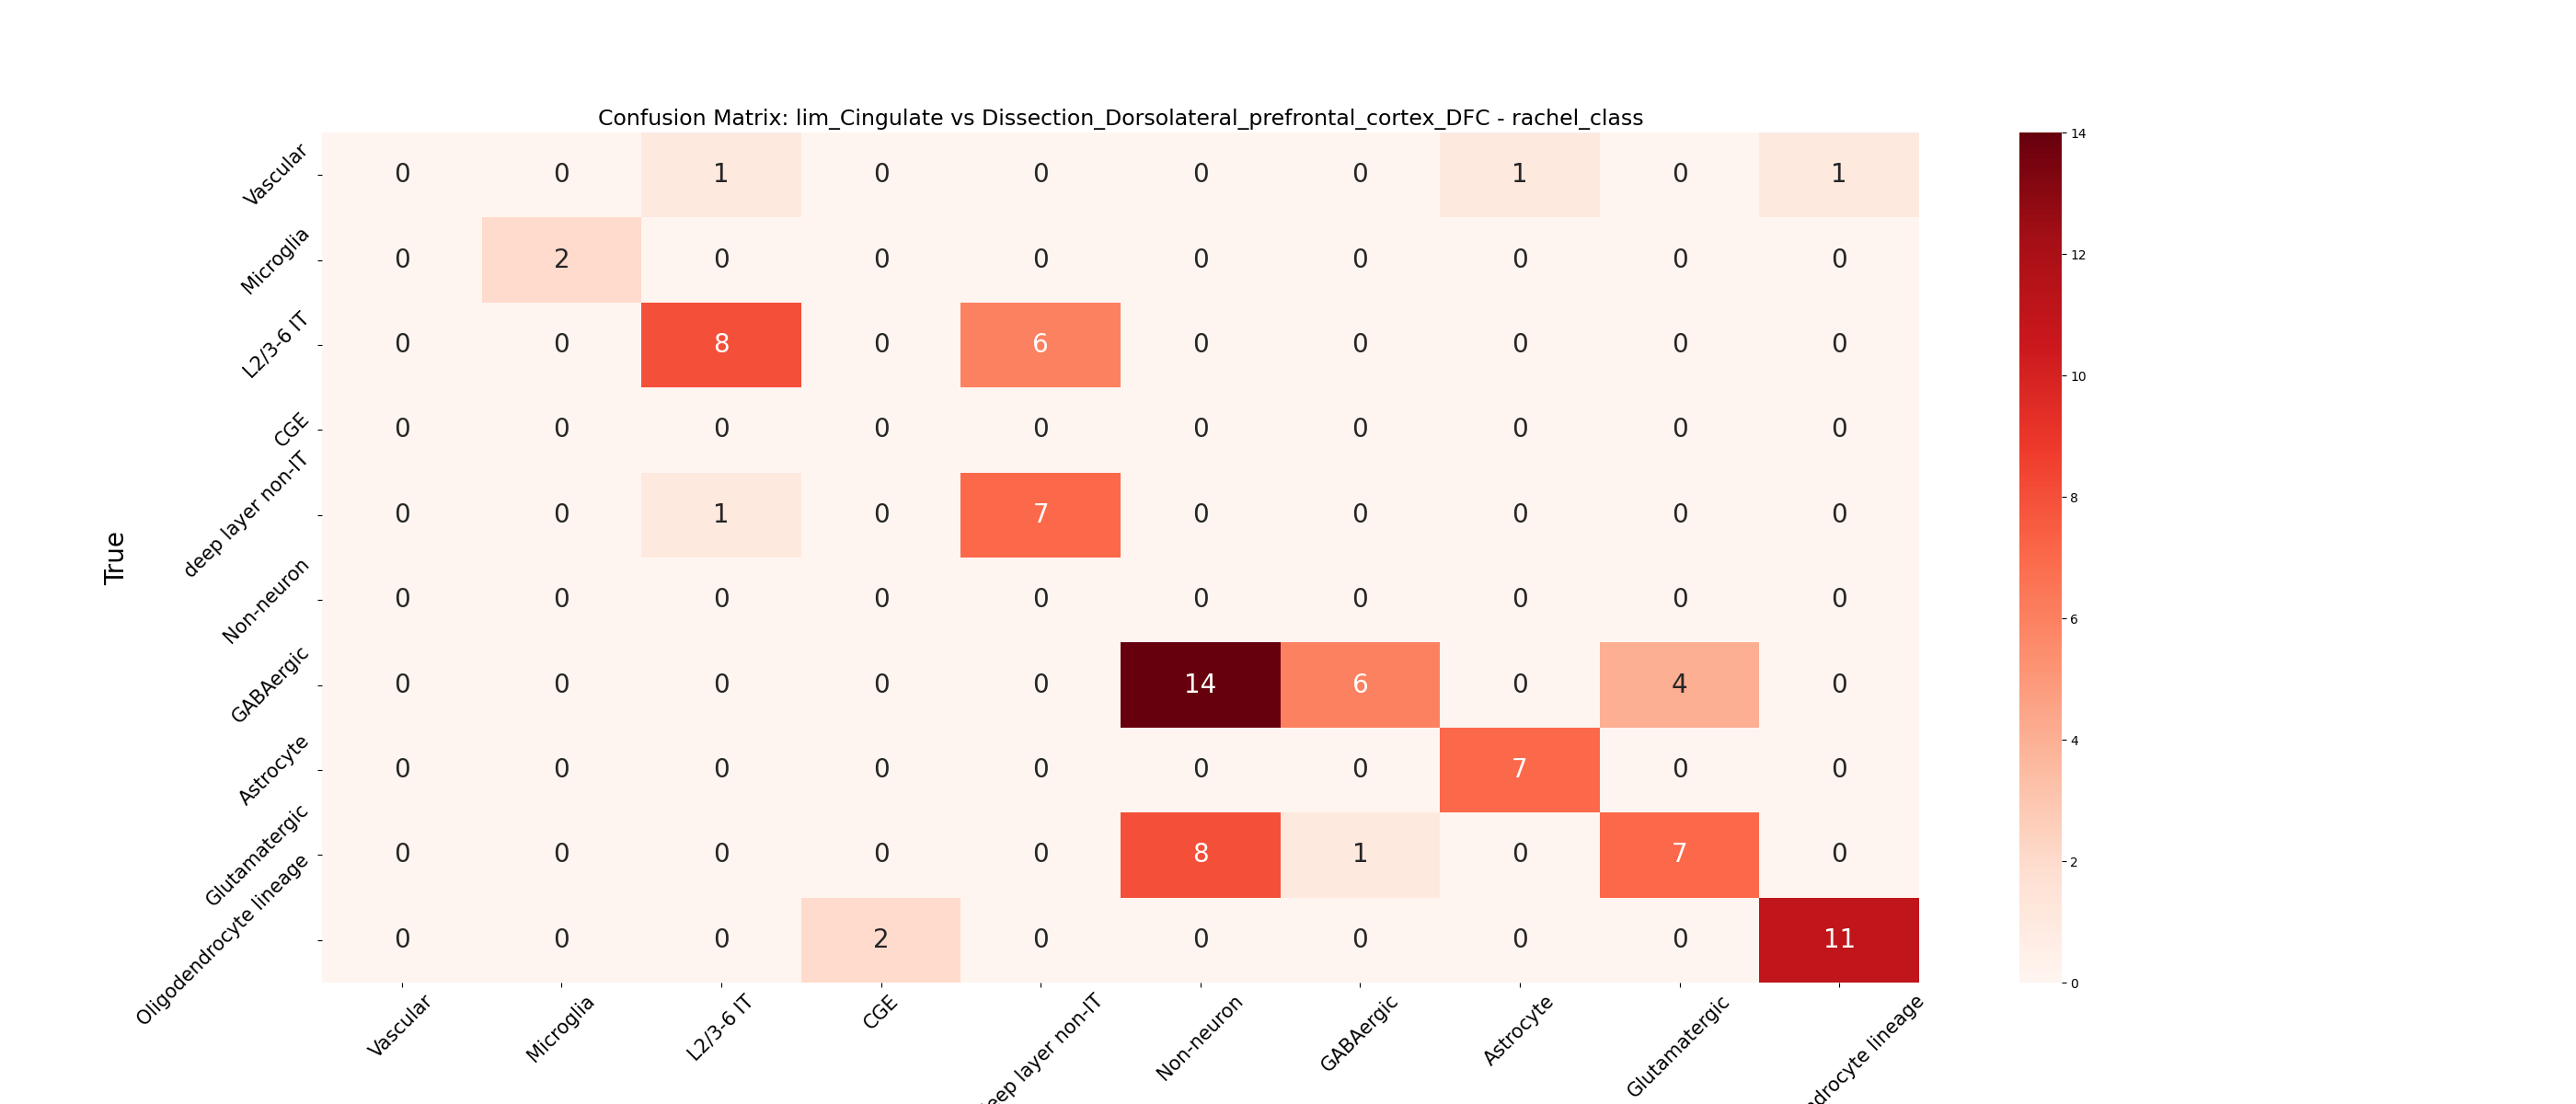 Confusion Matrix: lim_Cingulate vs Dissection_Dorsolateral_prefrontal_cortex_DFC - rachel_class
True
Vascular 0 0 1 0 0 0 0 1 0 1
Microglia 0 2 0 0 0 0 0 0 0 0
L2/3-6 IT 0 0 8 0 6 0 0 0 0 0
CGE 0 0 0 0 0 0 0 0 0 0
deep layer non-IT 0 0 1 0 7 0 0 0 0 0
Non-neuron 0 0 0 0 0 0 0 0 0 0
GABAergic 0 0 0 0 0 14 6 0 4 0
Astrocyte 0 0 0 0 0 0 0 7 0 0
Glutamatergic 0 0 0 0 0 8 1 0 7 0
Oligodendrocyte lineage 0 0 0 2 0 0 0 0 0 11
Vascular
Microglia
L2/3-6 IT
CGE
layer non-IT
Non-neuron
GABAergic
Astrocyte
Glutamatergic
lineage
14
12
10
8
6
4
2
0